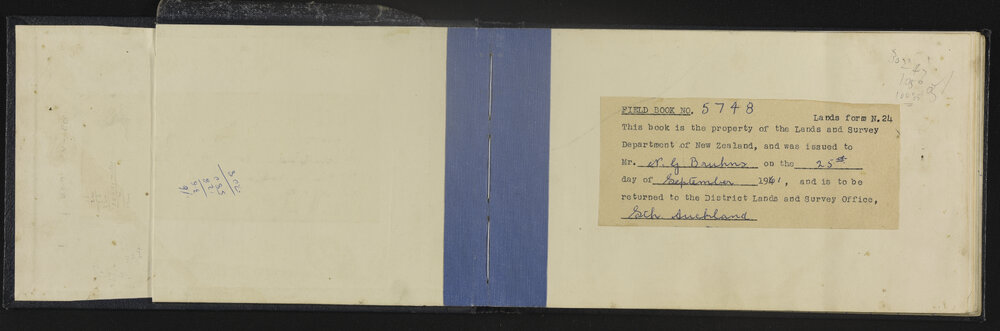 FIELD BOOK NO. 5748
Lands form N.24
This book is the property of the Lands and Survey
Department of New Zealand, and was issued to
Mr. N. G. Bruhns on the 25th
day of September 1961, and is to be
returned to the District Lands and Survey Office,
Auckland